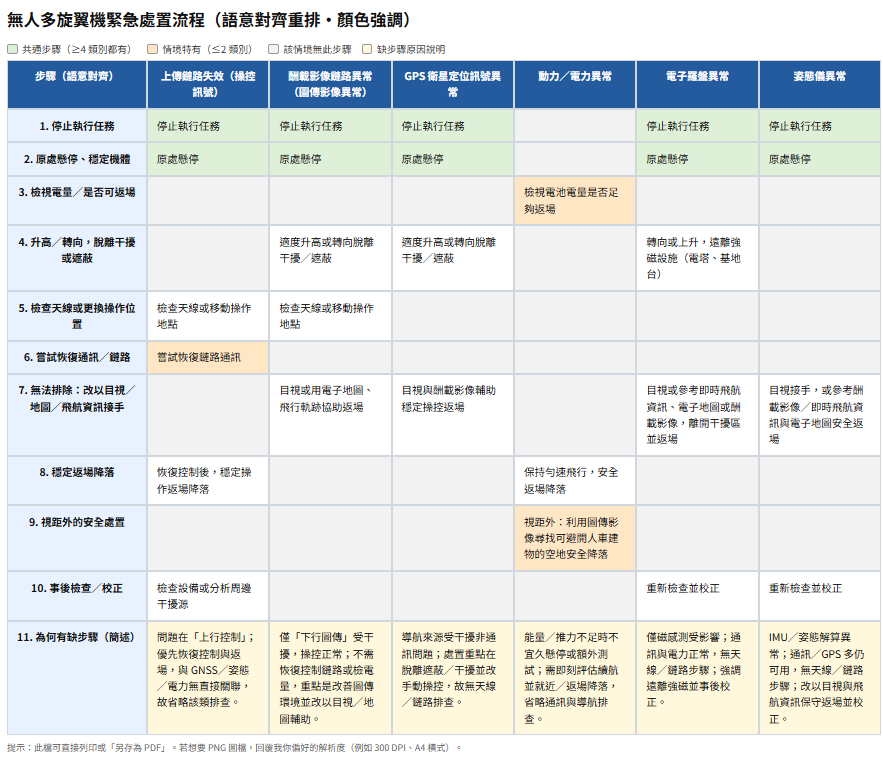 無人多旋翼機緊急處置流程（語意對齊重排・顏色強調）
共通步驟（≥4 類別都有）　情境特有（≤2 類別）　該情境無此步驟　缺步驟原因說明
步驟（語意對齊）
上傳鏈路失效（操控
訊號）
酬載影像鏈路異常
（圖傳影像異常）
GPS 衛星定位訊號異
常
動力／電力異常
電子羅盤異常
姿態儀異常
1. 停止執行任務
停止執行任務
停止執行任務
停止執行任務
停止執行任務
停止執行任務
2. 原處懸停、穩定機體
原處懸停
原處懸停
原處懸停
原處懸停
原處懸停
3. 檢視電量／是否可返場
檢視電池電量是否足
夠返場
4. 升高／轉向，脫離干擾
或遮蔽
適度升高或轉向脫離
干擾／遮蔽
適度升高或轉向脫離
干擾／遮蔽
轉向或上升，遠離強
磁設施（電塔、基地
台）
5. 檢查天線或更換操作位
置
檢查天線或移動操作
地點
檢查天線或移動操作
地點
6. 嘗試恢復通訊／鏈路
嘗試恢復鏈路通訊
7. 無法排除：改以目視／
地圖／飛航資訊接手
目視或用電子地圖、
飛行軌跡協助返場
目視與酬載影像輔助
穩定操控返場
目視或參考即時飛航
資訊、電子地圖或酬
載影像，離開干擾區
並返場
目視接手，或參考酬
載影像／即時飛航資
訊與電子地圖安全返
場
8. 穩定返場降落
恢復控制後，穩定操
作返場降落
保持勻速飛行，安全
返場降落
9. 視距外的安全處置
視距外：利用圖傳影
像尋找可避開人車建
物的空地安全降落
10. 事後檢查／校正
檢查設備或分析周邊
干擾源
重新檢查並校正
重新檢查並校正
11. 為何有缺步驟（簡述）
問題在「上行控制」；
優先恢復控制與返
場，與 GNSS／姿態
／電力無直接關聯，
故省略該類排查。
僅「下行圖傳」受干
擾，操控正常；不需
恢復控制鏈路或檢電
量，重點是改善圖傳
環境並改以目視／地
圖輔助。
導航來源受干擾非通
訊問題；處置重點在
脫離遮蔽／干擾並改
手動操控，故無天線
／鏈路排查。
能量／推力不足時不
宜久懸停或額外測
試；需即刻評估續航
並就近／返場降落，
省略通訊與導航排
查。
僅磁感測受影響；通
訊與電力正常，無天
線／鏈路步驟；強調
遠離強磁並事後校
正。
IMU／姿態解算異
常；通訊／GPS 多仍
可用，無天線／鏈路
步驟；改以目視與飛
航資訊保守返場並校
正。
提示：此檔可直接列印或「另存為 PDF」。若想要 PNG 圖檔，回覆我你偏好的解析度（例如 300 DPI、A4 橫式）。